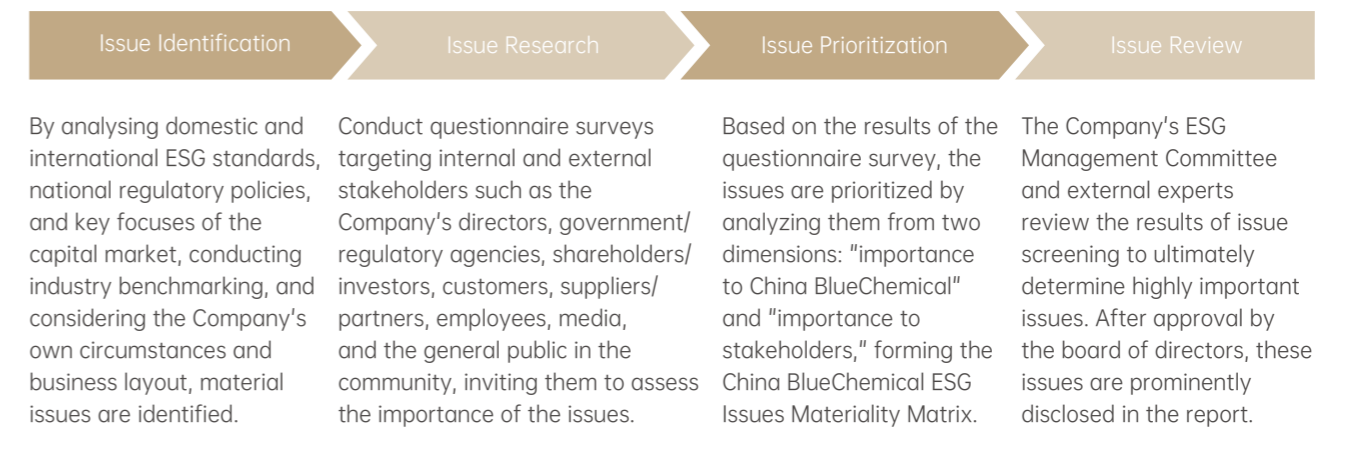 Issue Identification
Issue Research
Issue Prioritization
Issue Review
By analysing domestic and
international ESG standards,
national regulatory policies,
and key focuses of the
capital market, conducting
industry benchmarking, and
considering the Company's
own circumstances and
business layout, material
issues are identified.
Conduct questionnaire surveys
targeting internal and external
stakeholders such as the
Company's directors, government/
regulatory agencies, shareholders/
investors, customers, suppliers/
partners, employees, media,
and the general public in the
community, inviting them to assess
the importance of the issues.
Based on the results of the
questionnaire survey, the
issues are prioritized by
analyzing them from two
dimensions: "importance
to China BlueChemical"
and "importance to
stakeholders," forming the
China BlueChemical ESG
Issues Materiality Matrix.
The Company's ESG
Management Committee
and external experts
review the results of issue
screening to ultimately
determine highly important
issues. After approval by
the board of directors, these
issues are prominently
disclosed in the report.